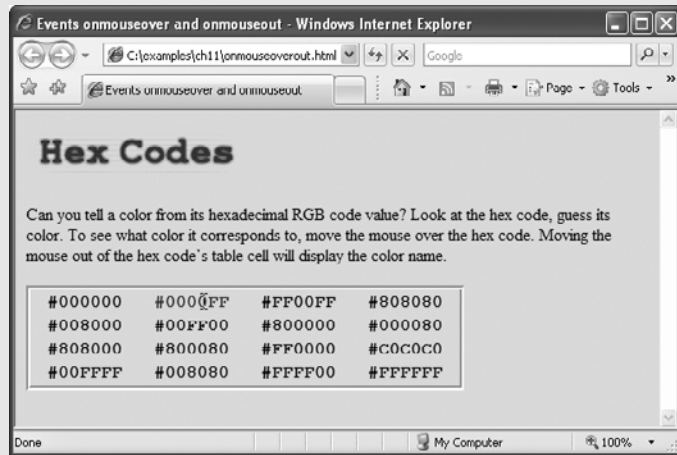 Events onmouseover and onmouseout - Windows Internet Explorer
C:\examples\ch11\onmouseoverout.html
Google
Events onmouseover and onmouseout
Page
Tools
»
Hex Codes
Can you tell a color from its hexadecimal RGB code value? Look at the hex code, guess its
color. To see what color it corresponds to, move the mouse over the hex code. Moving the
mouse out of the hex code's table cell will display the color name.
#000000 #0000FF #FF00FF #808080
#008000 #00FF00 #800000 #000080
#808000 #800080 #FF0000 #C0C0C0
#00FFFF #008080 #FFFF00 #FFFFFF
Done
My Computer
100%